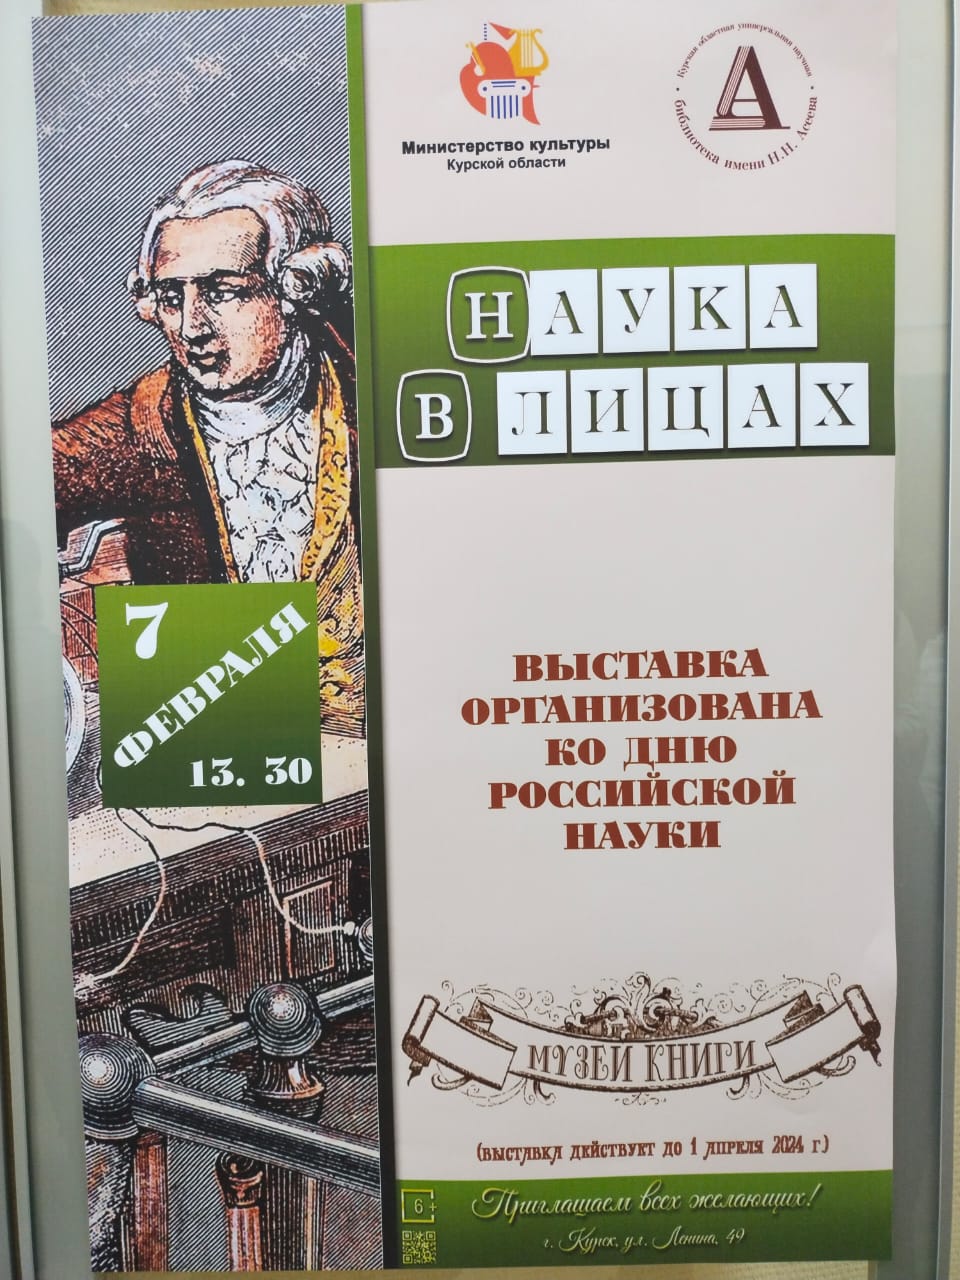 Министерство культуры
Курской области
Курская областная универсальная научная
библиотека имени Н.Н. Асеева
НАУКА
В ЛИЦАХ
7
ФЕВРАЛЯ
13. 30
ВЫСТАВКА
ОРГАНИЗОВАНА
КО ДНЮ
РОССИЙСКОЙ
НАУКИ
МУЗЕЙ КНИГИ
(ВЫСТАВКА ДЕЙСТВУЕТ ДО 1 АПРЕЛЯ 2024 Г.)
6+
Приглашаем всех желающих!
г. Курск, ул. Ленина, 49